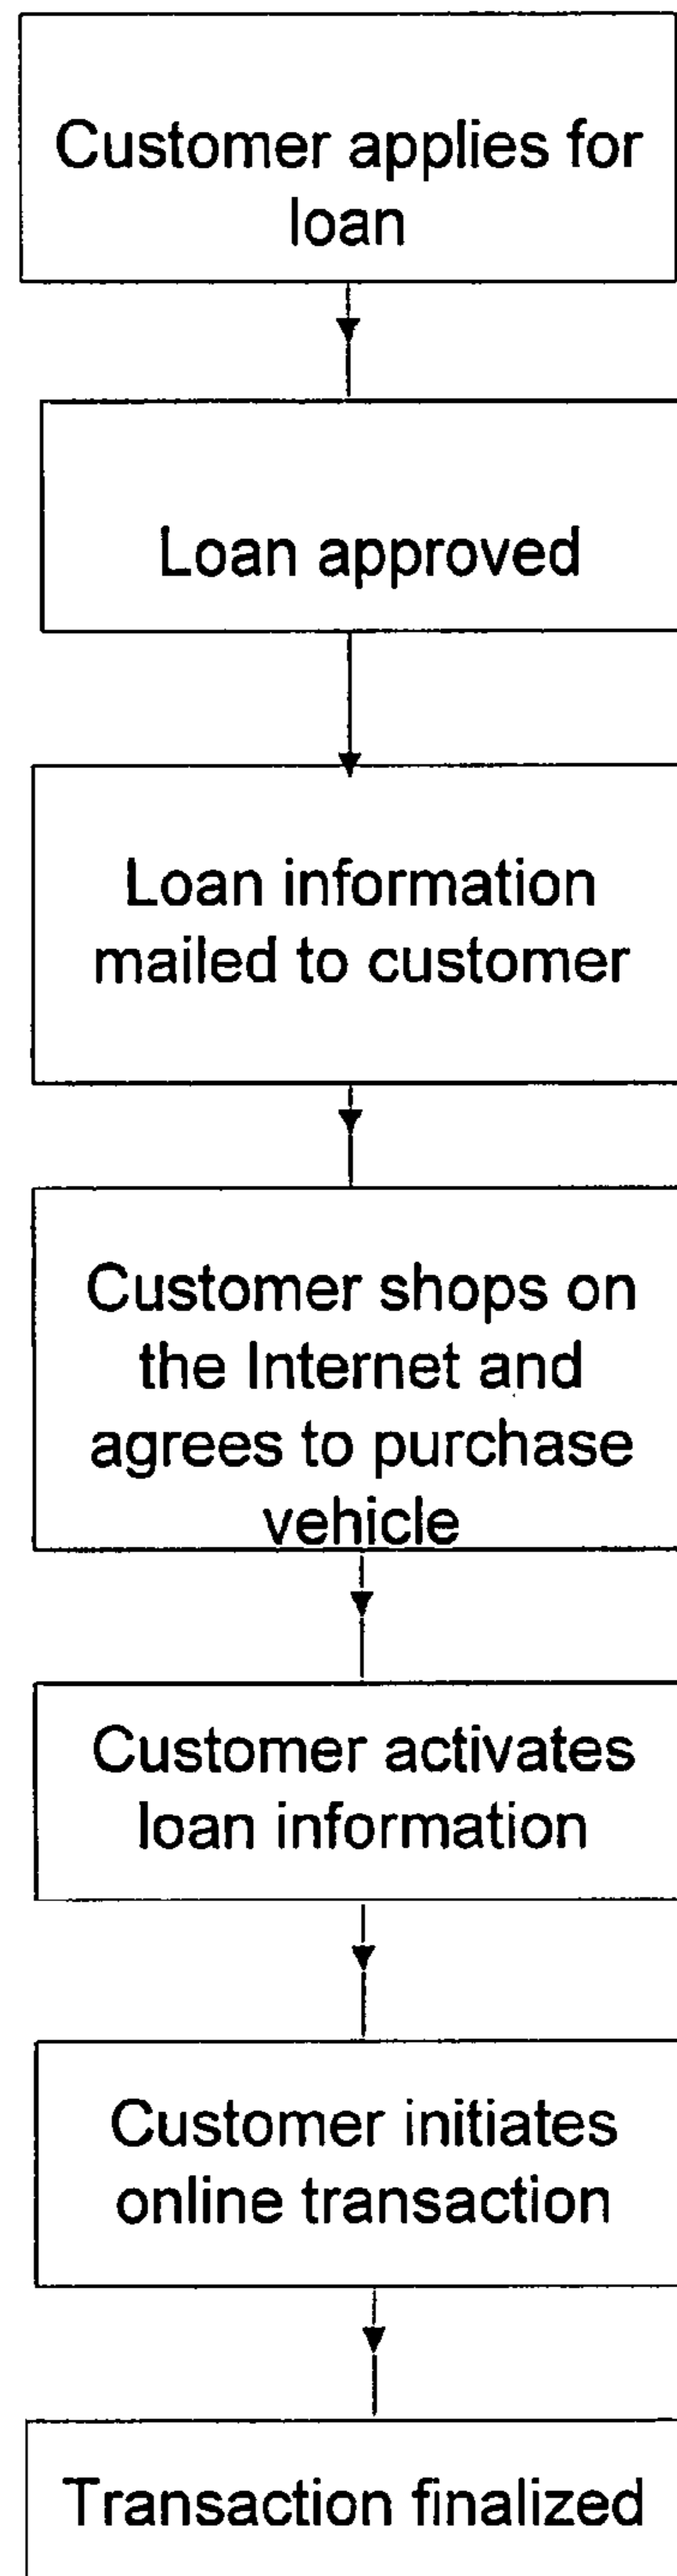 Customer applies for
loan
Loan approved
Loan information
mailed to customer
Customer shops on
the Internet and
agrees to purchase
vehicle
Customer activates
loan information
Customer initiates
online transaction
Transaction finalized